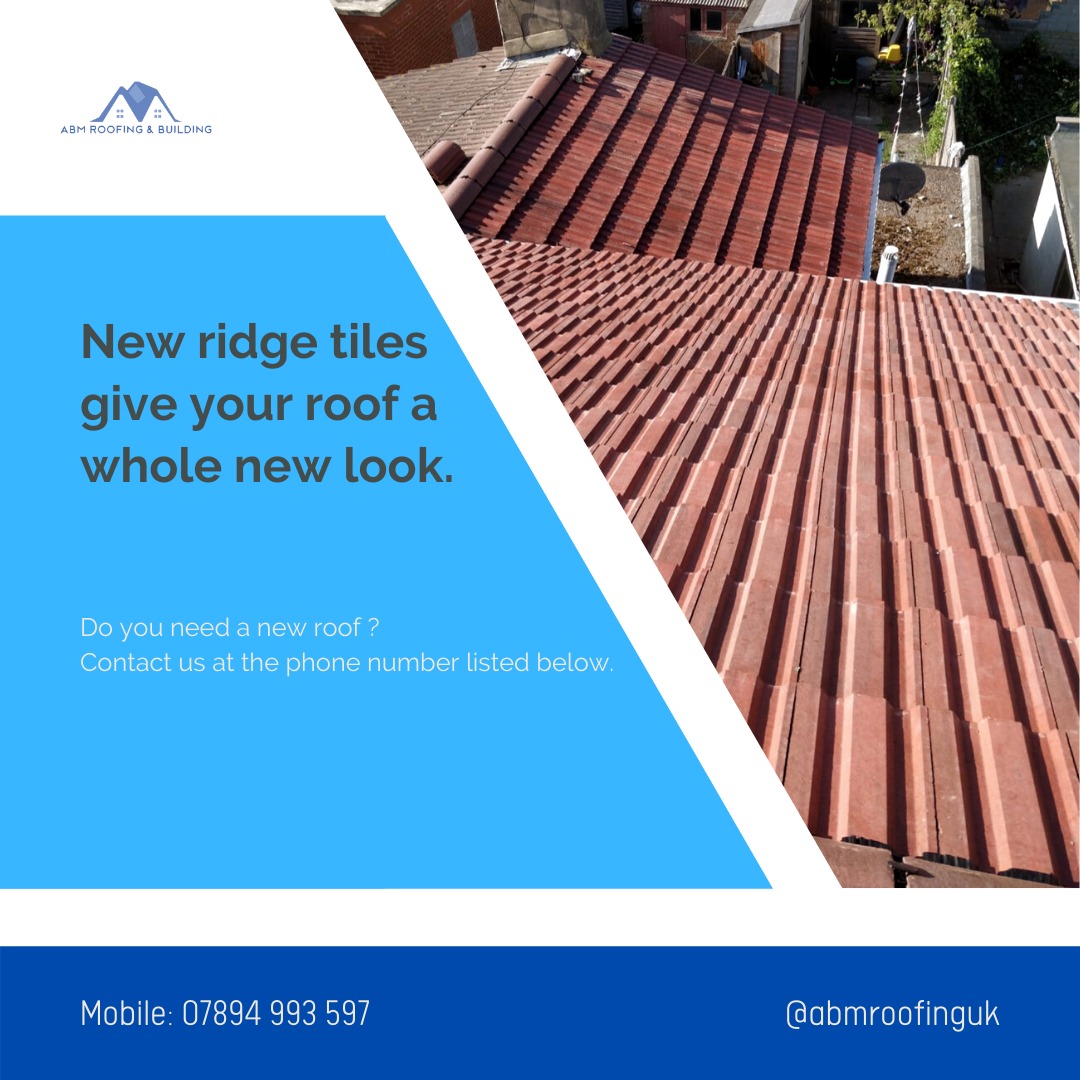 ABM ROOFING & BUILDING
New ridge tiles
give your roof a
whole new look.
Do you need a new roof ?
Contact us at the phone number listed below.
Mobile: 07894 993 597
@abmroofinguk